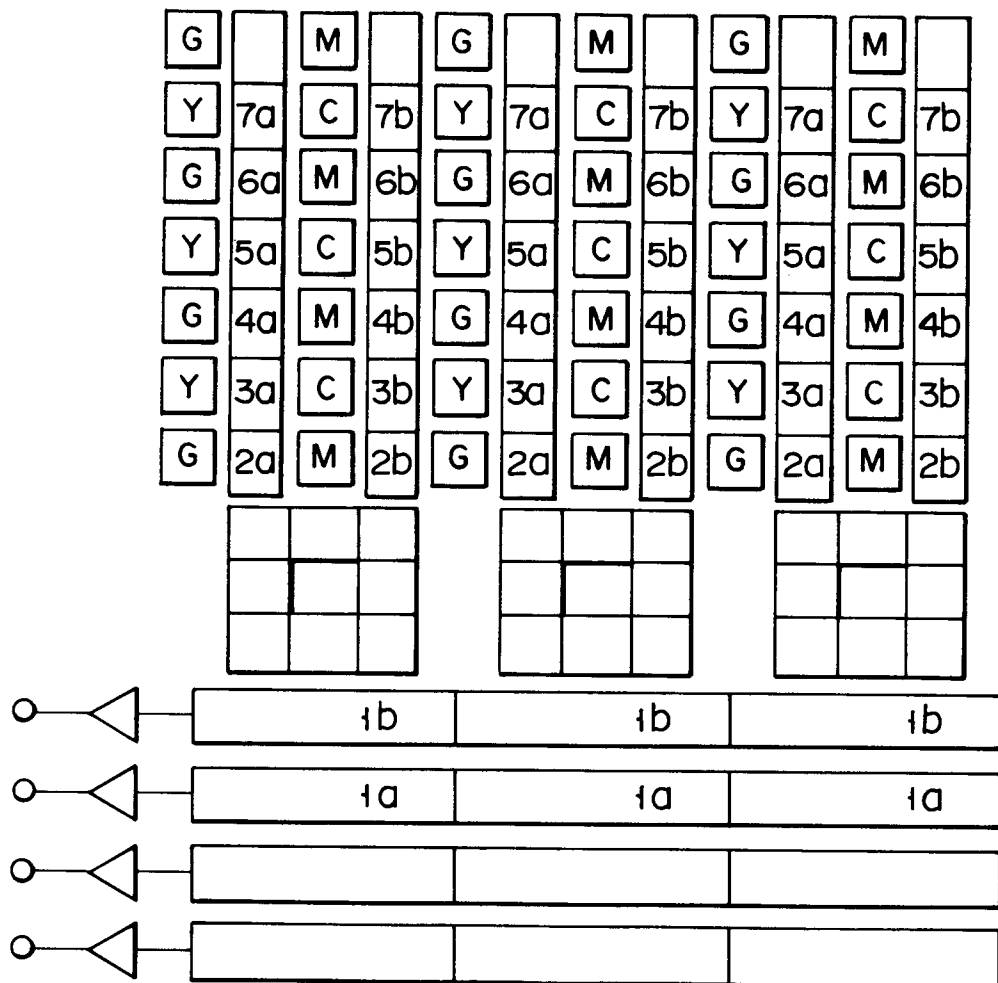 G M G M G M
Y 7a C 7b Y 7a C 7b Y 7a C 7b
G 6a M 6b G 6a M 6b G 6a M 6b
Y 5a C 5b Y 5a C 5b Y 5a C 5b
G 4a M 4b G 4a M 4b G 4a M 4b
Y 3a C 3b Y 3a C 3b Y 3a C 3b
G 2a M 2b G 2a M 2b G 2a M 2b
1b 1b 1b
1a 1a 1a